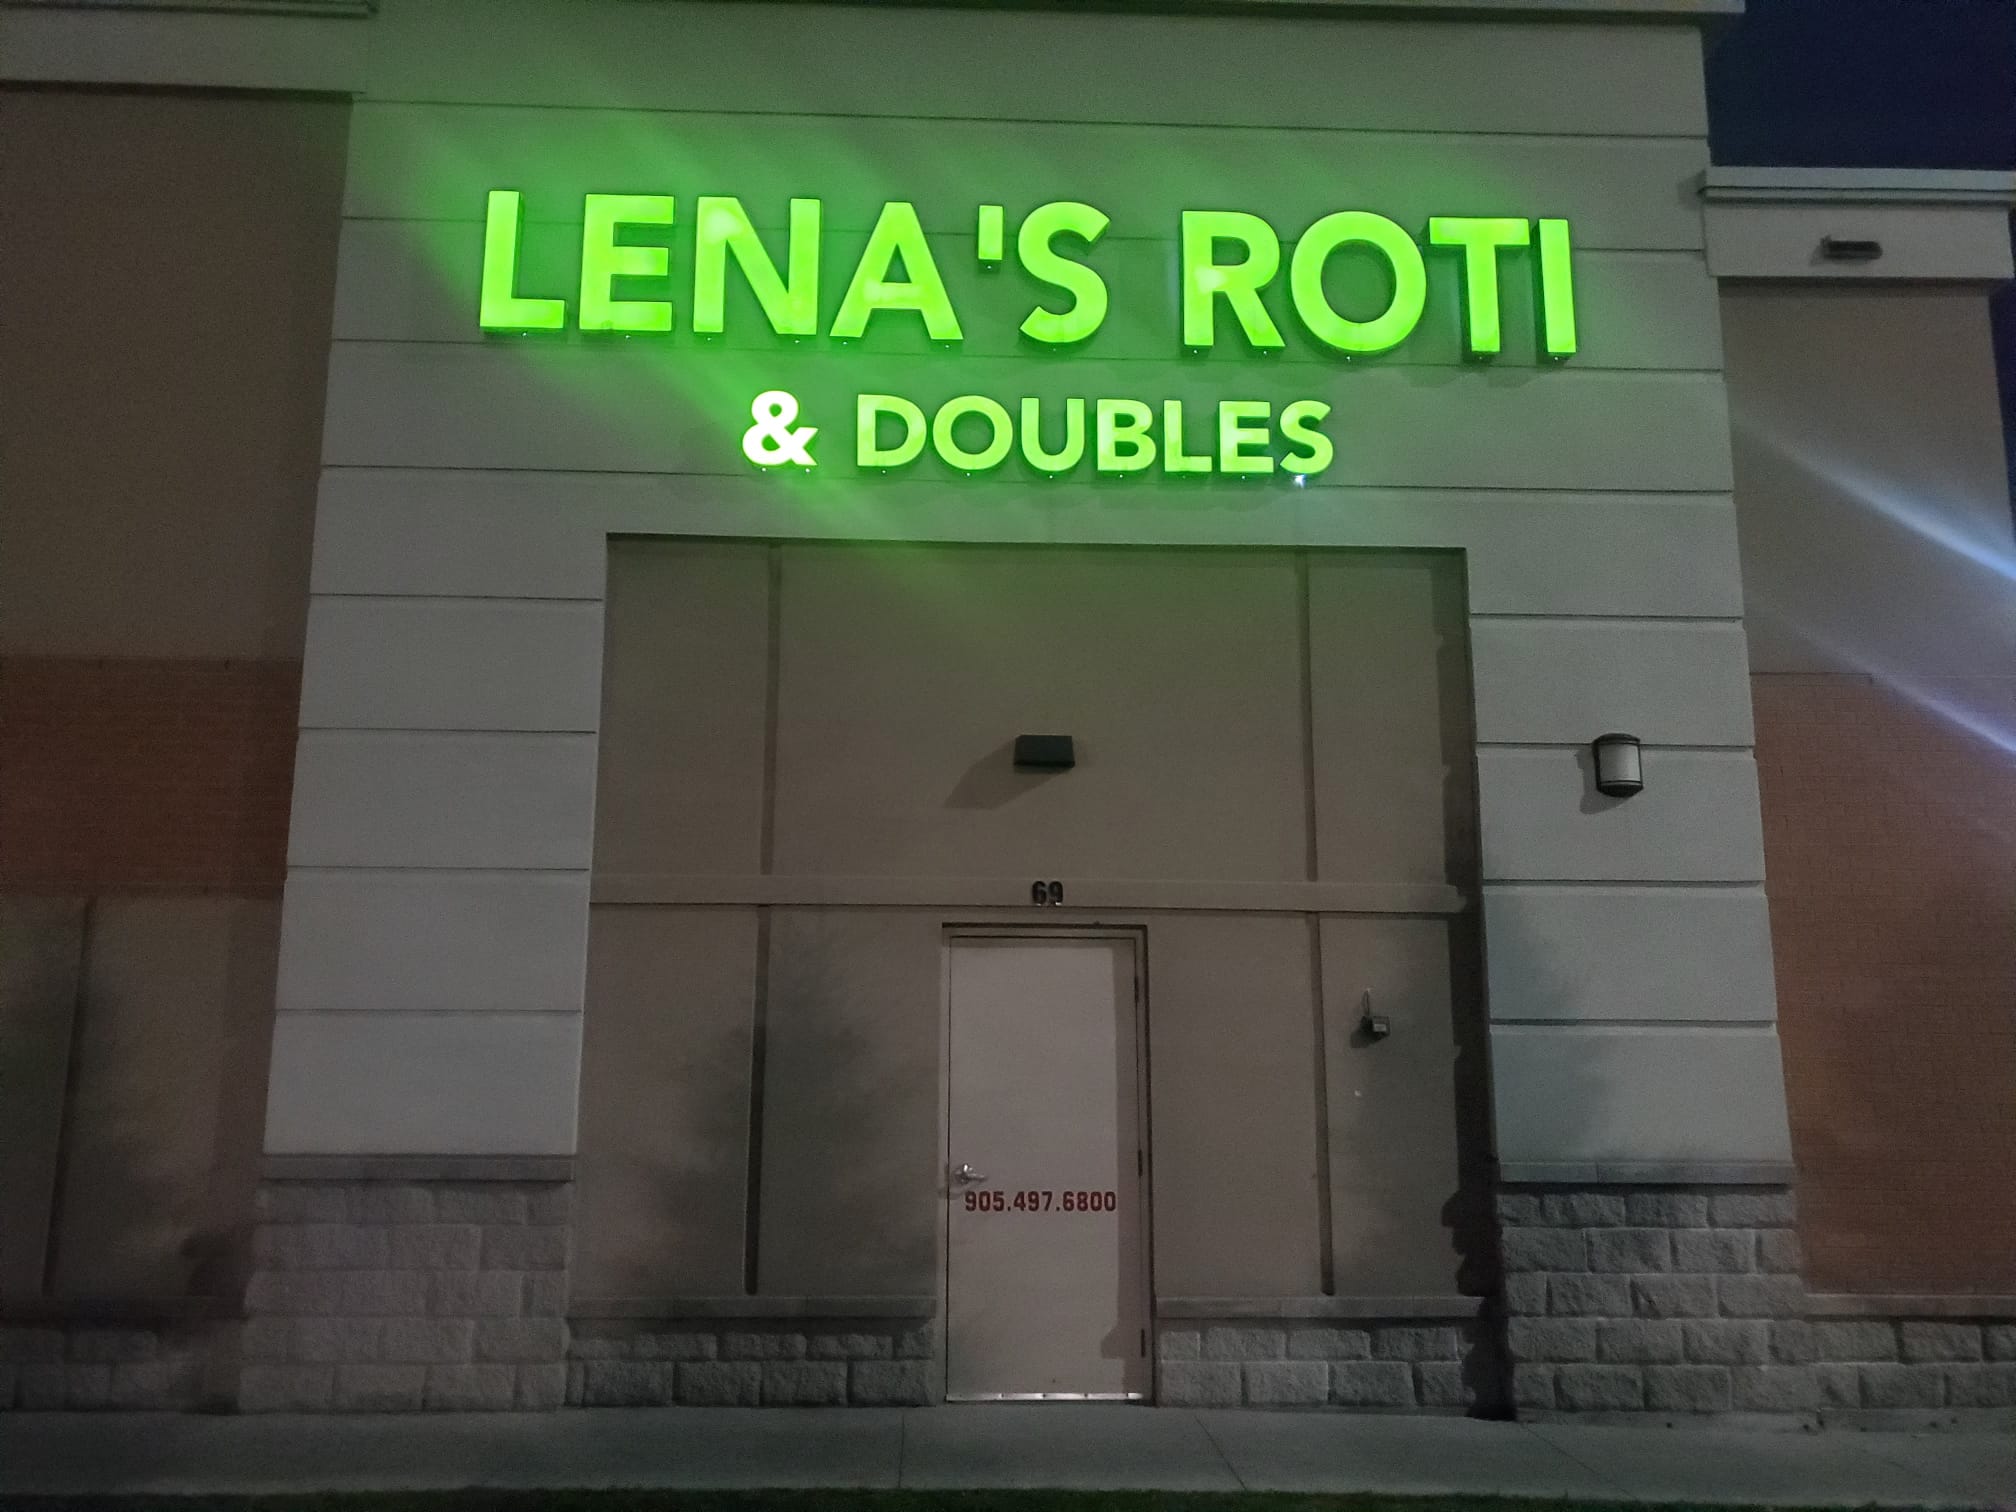 LENA'S ROTI
& DOUBLES
69
905.497.6800